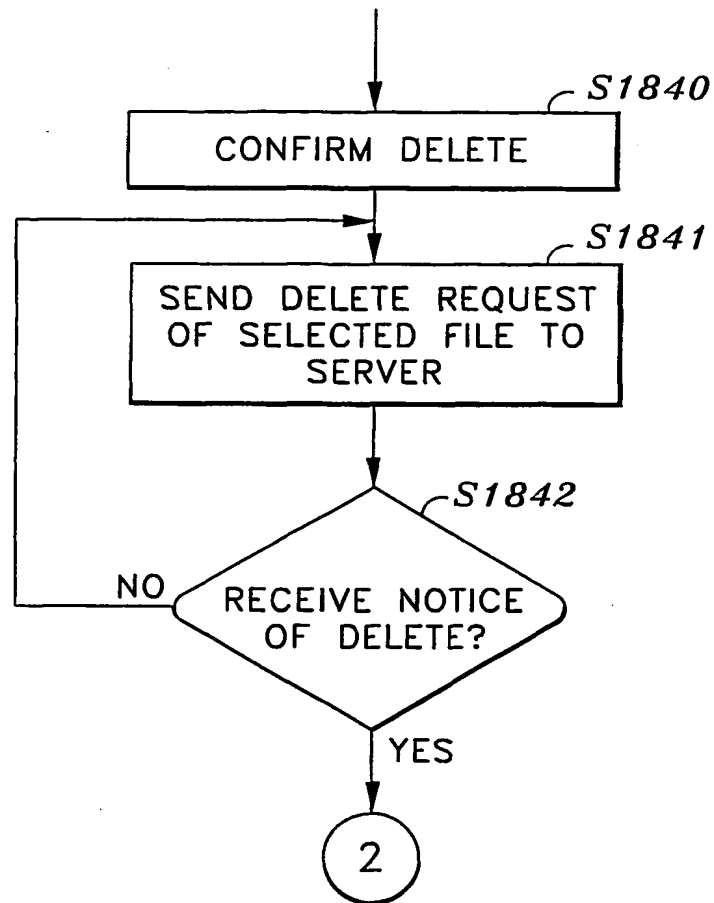 S1840
CONFIRM DELETE
S1841
SEND DELETE REQUEST
OF SELECTED FILE TO
SERVER
S1842
NO
RECEIVE NOTICE
OF DELETE?
YES
2